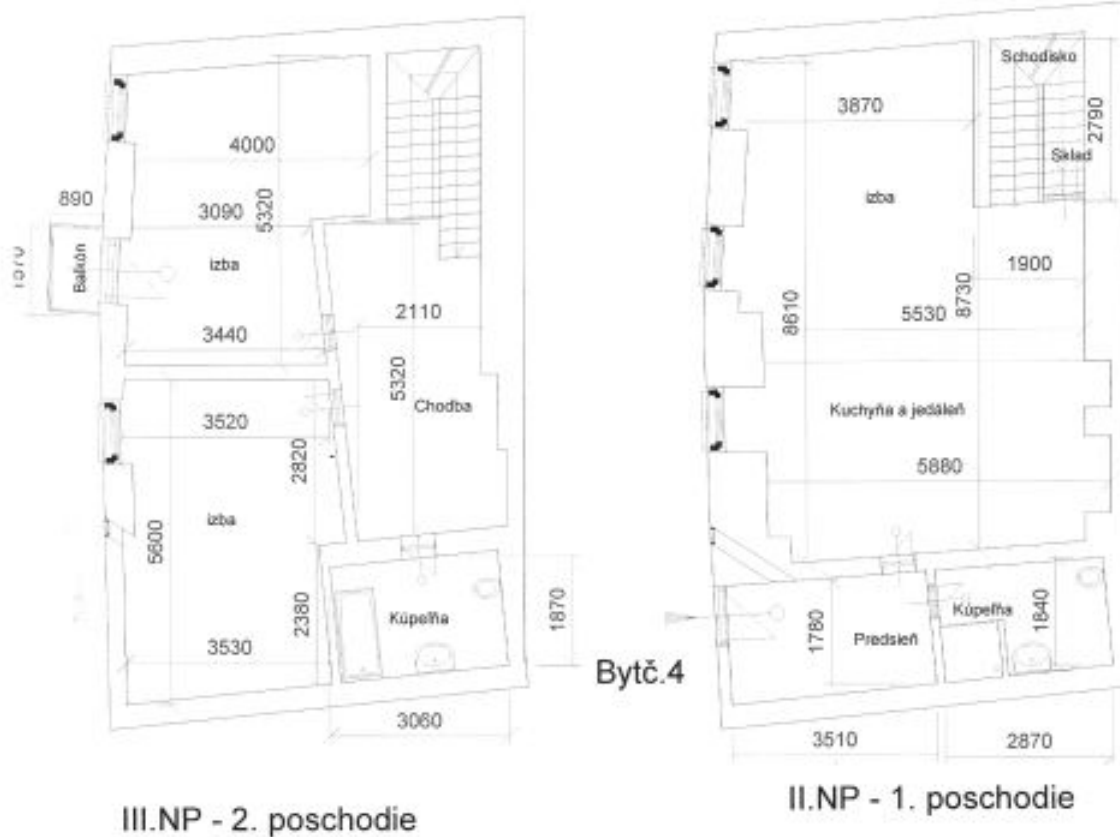 4000
890
3090
5320
Balkón
izba
3440
2110
5320
Chodba
3520
2820
izba
5600
2380
Kúpeľňa
1870
3530
3060
III.NP - 2. poschodie
Schodisko
3870
2790
Sklad
izba
1900
8610
5530
8730
Kuchyňa a jedáleň
5880
Kúpeľňa
1780
1840
Predsieň
Bytč.4
3510
2870
II.NP - 1. poschodie